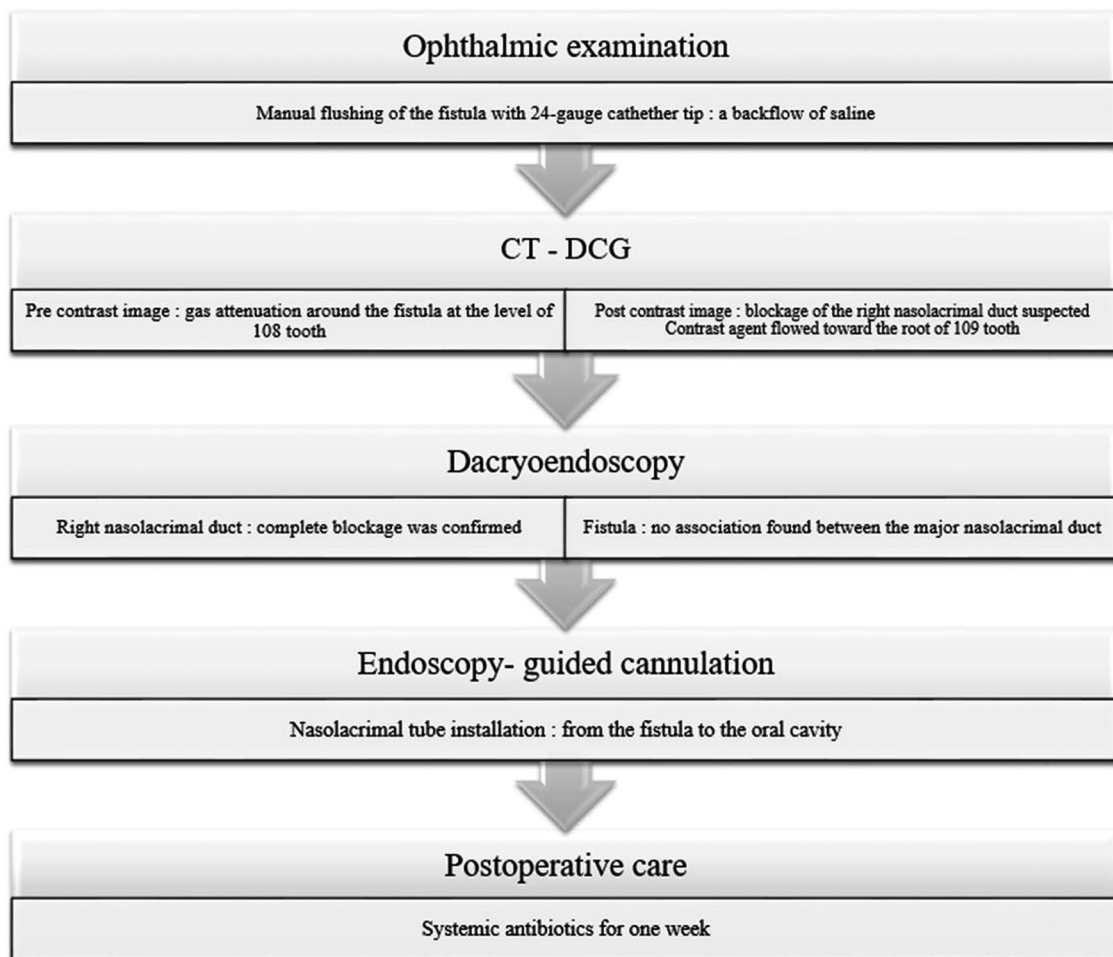 Ophthalmic examination
Manual flushing of the fistula with 24-gauge cathether tip : a backflow of saline
CT - DCG
Pre contrast image : gas attenuation around the fistula at the level of
108 tooth
Post contrast image : blockage of the right nasolacrimal duct suspected
Contrast agent flowed toward the root of 109 tooth
Dacryoendoscopy
Right nasolacrimal duct : complete blockage was confirmed
Fistula : no association found between the major nasolacrimal duct
Endoscopy- guided cannulation
Nasolacrimal tube installation : from the fistula to the oral cavity
Postoperative care
Systemic antibiotics for one week